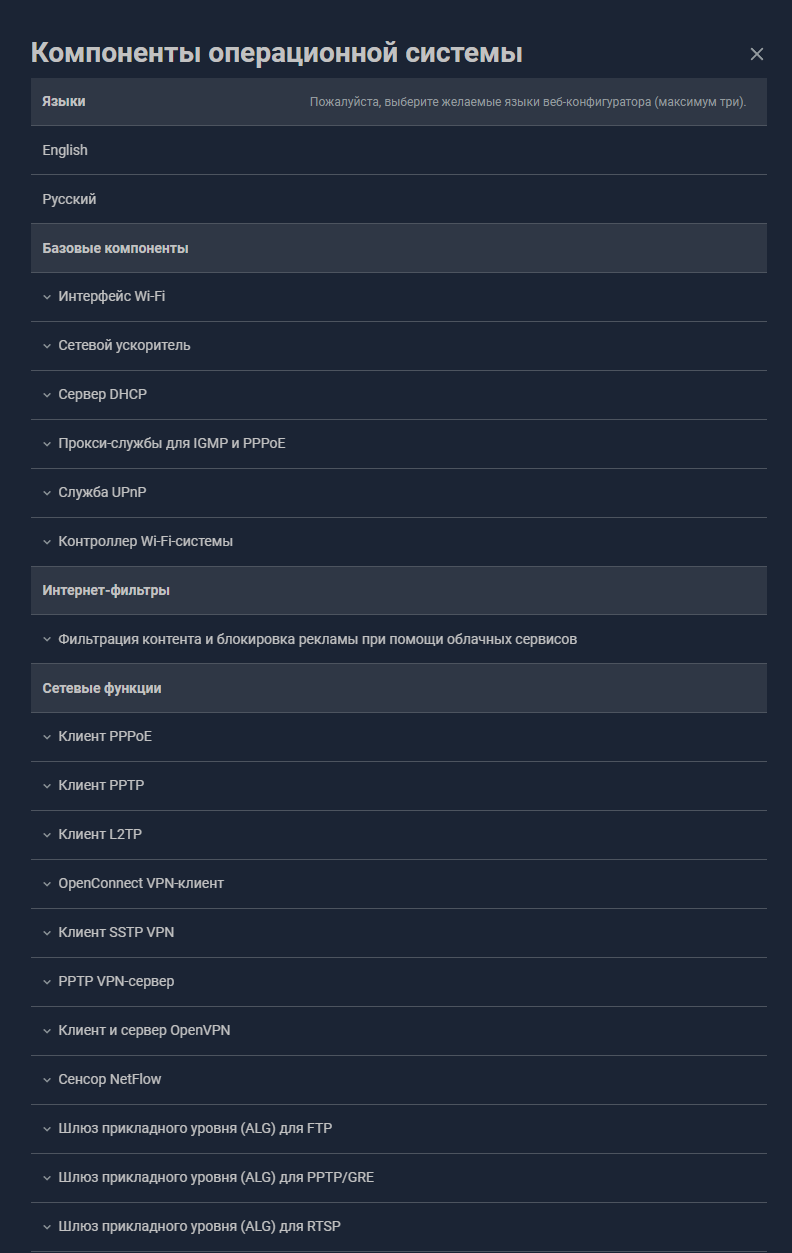 Компоненты операционной системы
Языки
Пожалуйста, выберите желаемые языки веб-конфигуратора (максимум три).
English
Русский
Базовые компоненты
Интерфейс Wi-Fi
Сетевой ускоритель
Сервер DHCP
Прокси-службы для IGMP и PPPoE
Служба UPnP
Контроллер Wi-Fi-системы
Интернет-фильтры
Фильтрация контента и блокировка рекламы при помощи облачных сервисов
Сетевые функции
Клиент PPPoE
Клиент PPTP
Клиент L2TP
OpenConnect VPN-клиент
Клиент SSTP VPN
PPTP VPN-сервер
Клиент и сервер OpenVPN
Сенсор NetFlow
Шлюз прикладного уровня (ALG) для FTP
Шлюз прикладного уровня (ALG) для PPTP/GRE
Шлюз прикладного уровня (ALG) для RTSP